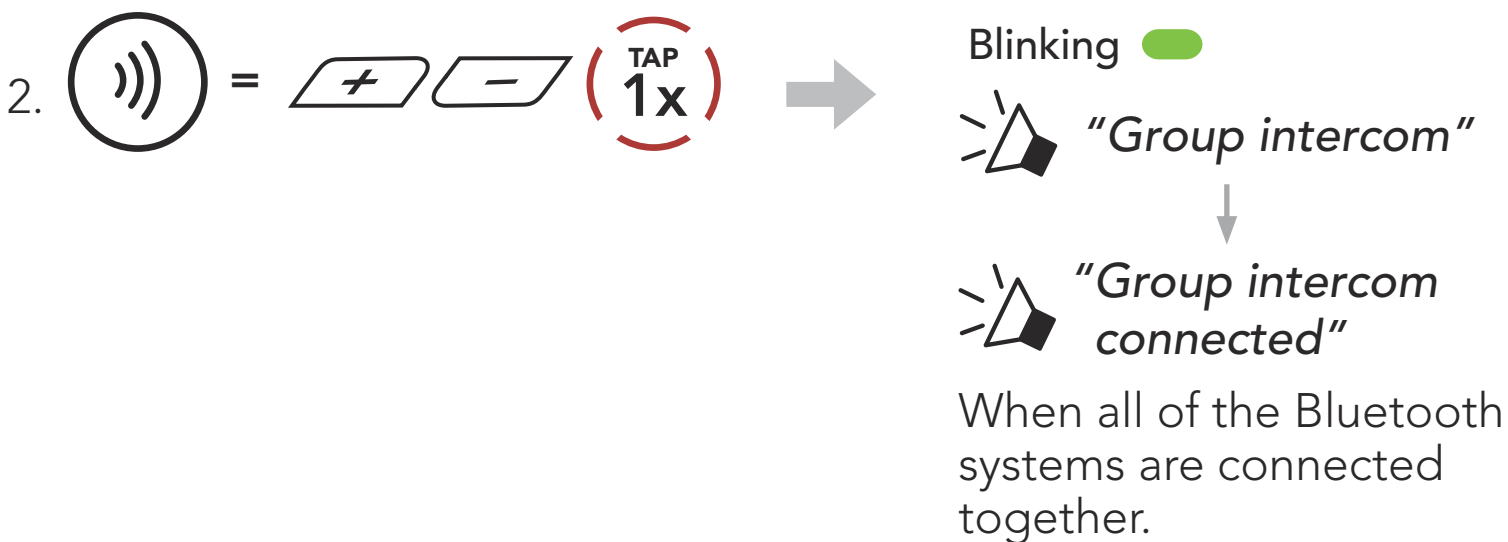 2. = + - TAP 1x
Blinking
“Group intercom”
“Group intercom
connected”
When all of the Bluetooth
systems are connected
together.